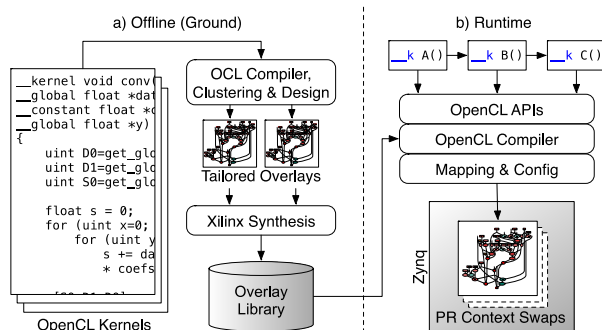 a) Offline (Ground)
__kernel void conv(
__global float *dat
__constant float *c
__global float *y)
{
uint D0=get_glo
uint D1=get_glo
uint S0=get_glo
float s = 0;
for (uint x=0;
for (uint y
s += da
* coefs
OpenCL Kernels
OCL Compiler,
Clustering & Design
Tailored Overlays
Xilinx Synthesis
Overlay
Library
b) Runtime
__k A()
__k B()
__k C()
OpenCL APIs
OpenCL Compiler
Mapping & Config
Zynq
PR Context Swaps